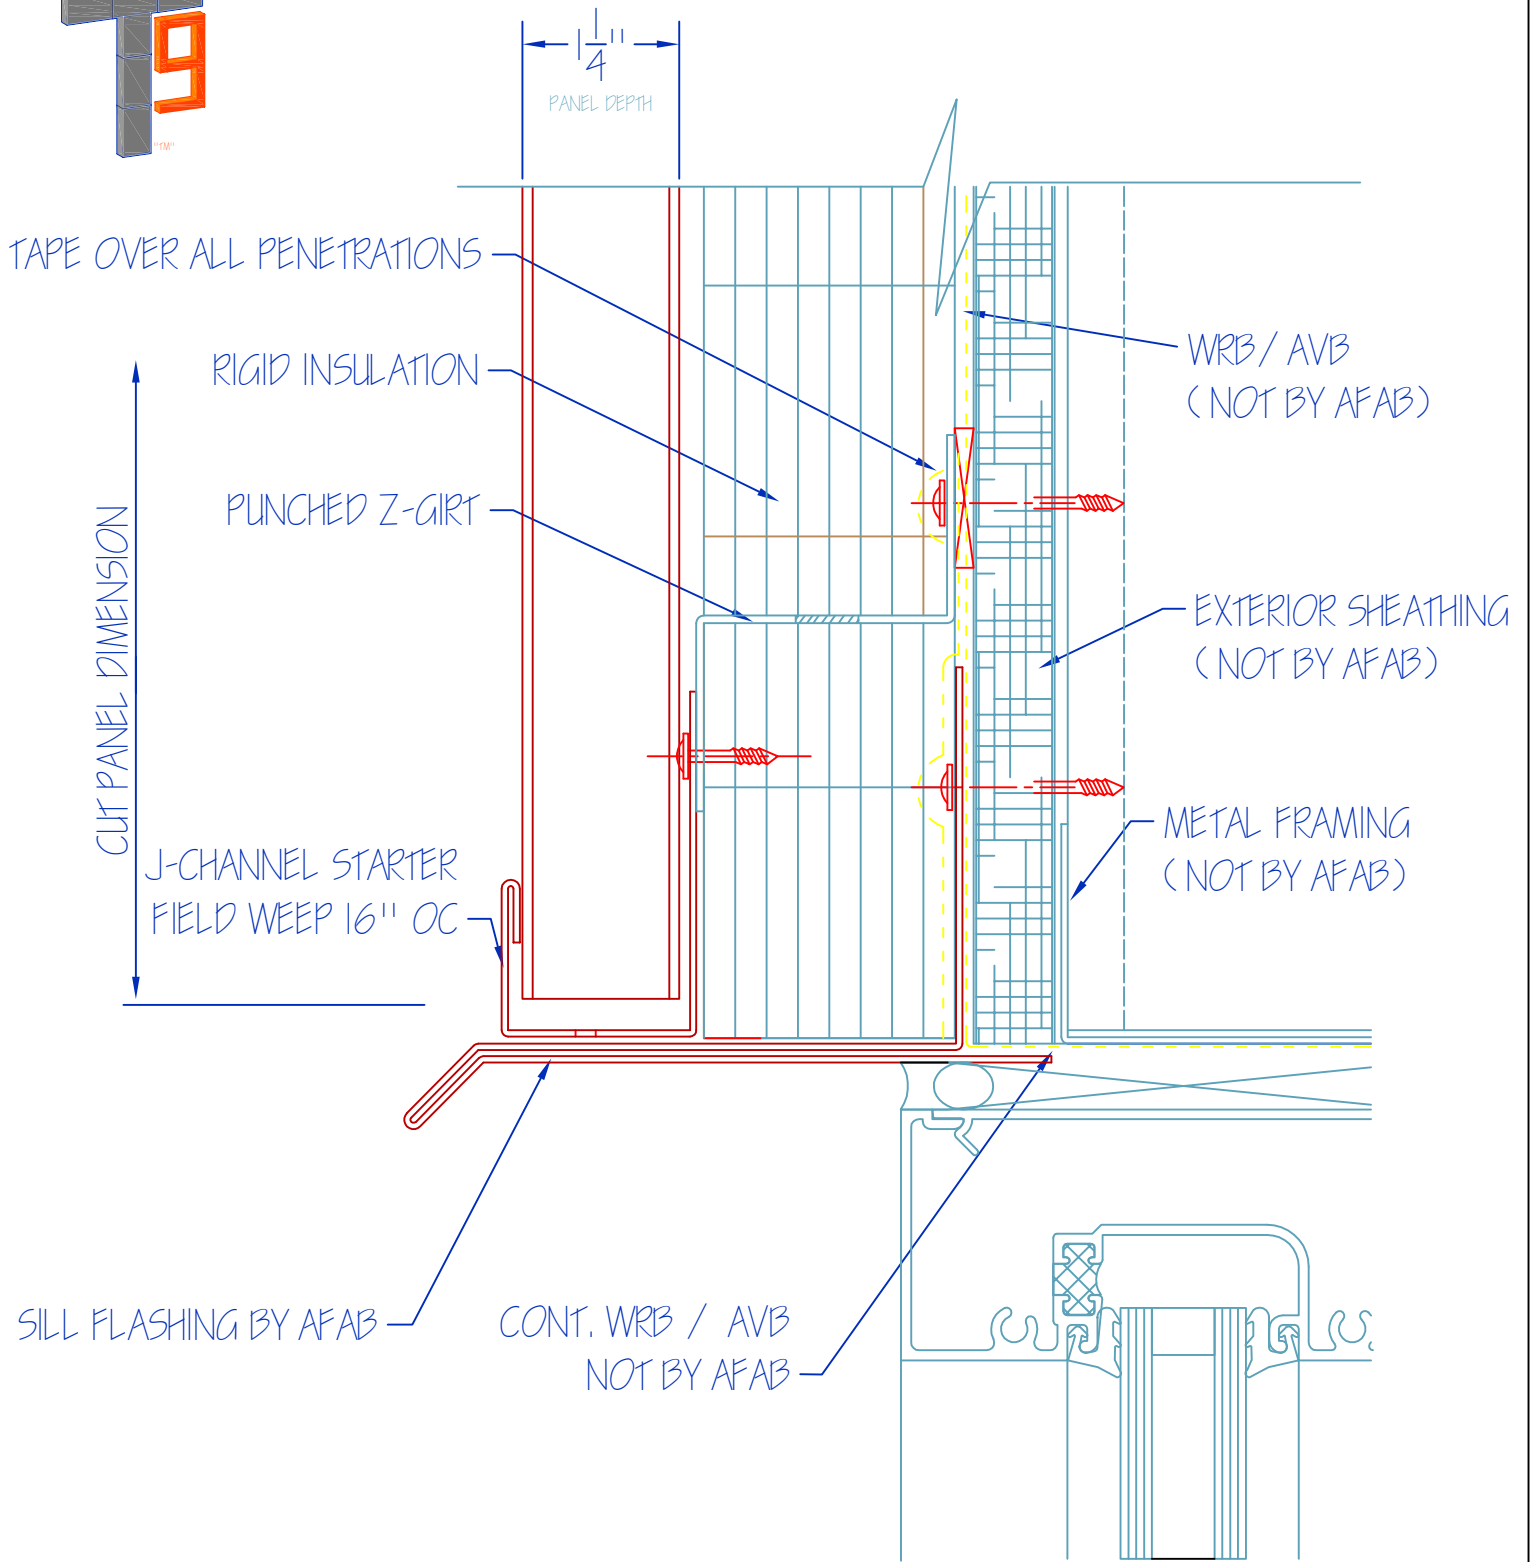 T9
"TM"
1 1/4"
PANEL DEPTH
TAPE OVER ALL PENETRATIONS
RIGID INSULATION
WRB/ AVB
(NOT BY AFAB)
PUNCHED Z-GIRT
CUT PANEL DIMENSION
EXTERIOR SHEATHING
(NOT BY AFAB)
METAL FRAMING
(NOT BY AFAB)
J-CHANNEL STARTER
FIELD WEEP 16" OC
SILL FLASHING BY AFAB
CONT. WRB / AVB
NOT BY AFAB